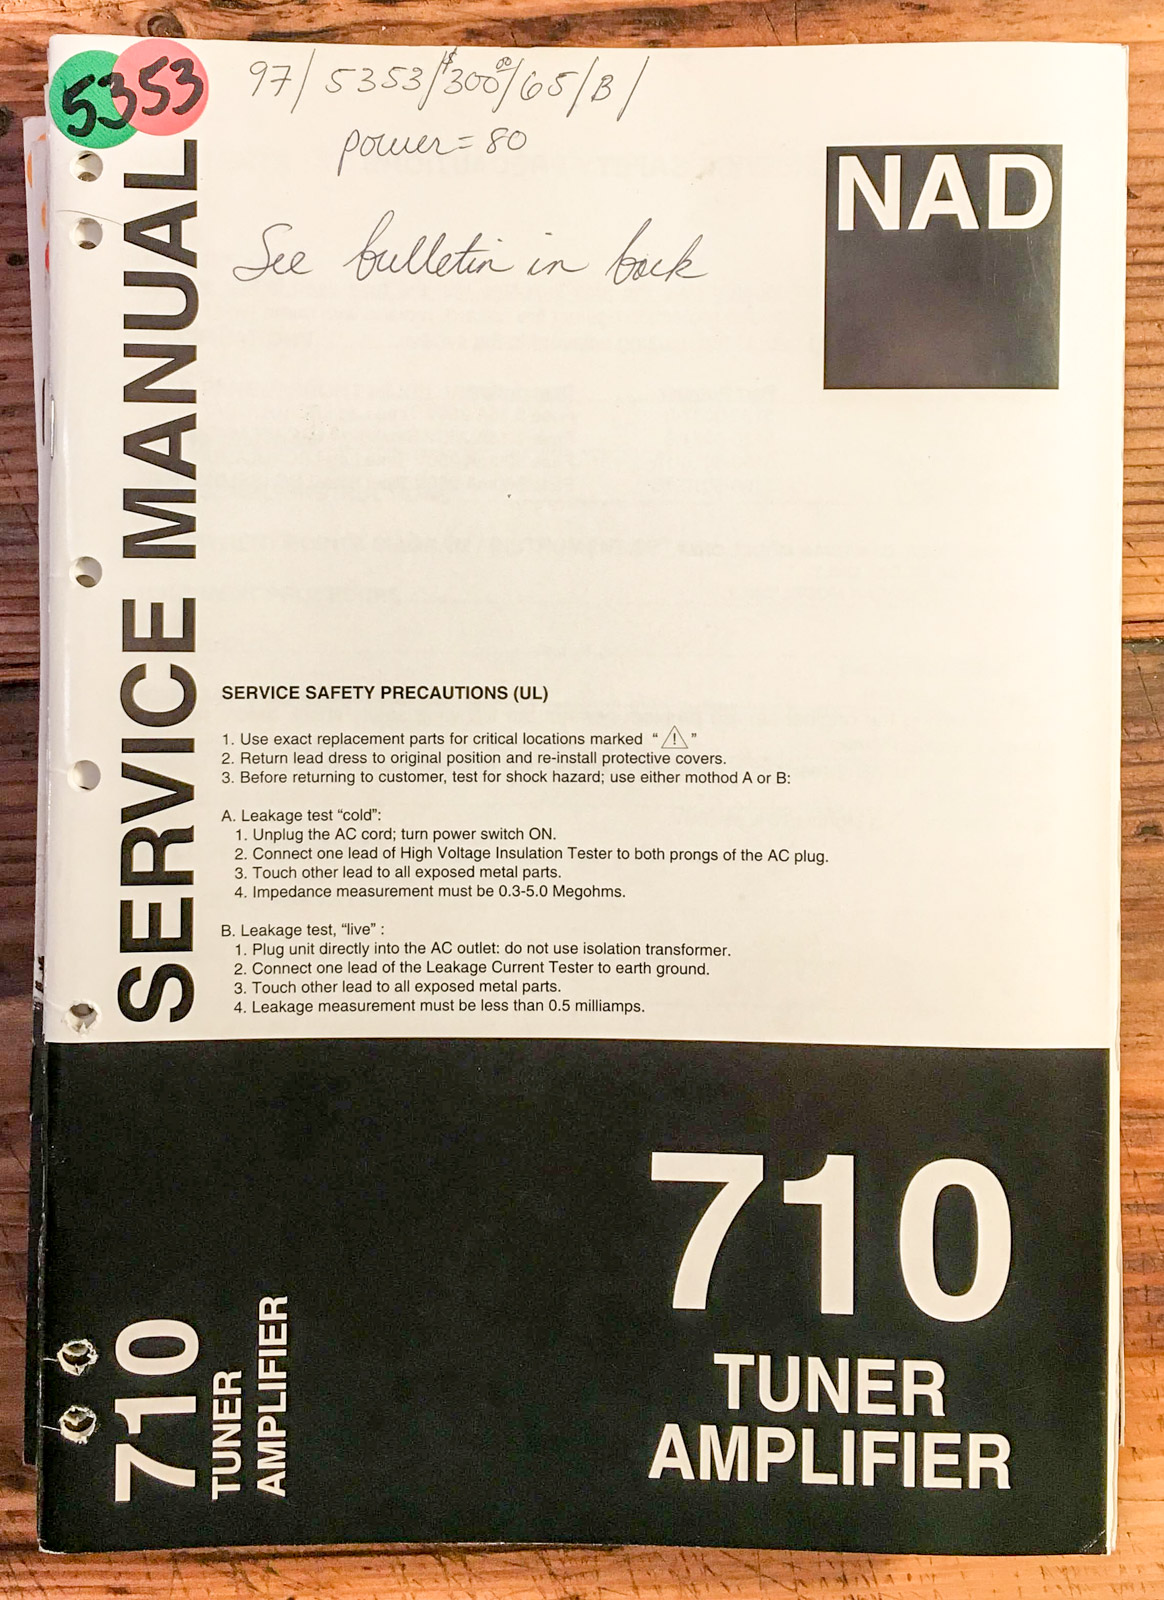 5353
97/ 5353/$300 00/65/B/
power = 80
See bulletin in back
NAD
SERVICE MANUAL
SERVICE SAFETY PRECAUTIONS (UL)
1. Use exact replacement parts for critical locations marked “ ⚠ ”
2. Return lead dress to original position and re-install protective covers.
3. Before returning to customer, test for shock hazard; use either mothod A or B:
A. Leakage test “cold”:
1. Unplug the AC cord; turn power switch ON.
2. Connect one lead of High Voltage Insulation Tester to both prongs of the AC plug.
3. Touch other lead to all exposed metal parts.
4. Impedance measurement must be 0.3-5.0 Megohms.
B. Leakage test, “live” :
1. Plug unit directly into the AC outlet: do not use isolation transformer.
2. Connect one lead of the Leakage Current Tester to earth ground.
3. Touch other lead to all exposed metal parts.
4. Leakage measurement must be less than 0.5 milliamps.
710
TUNER
AMPLIFIER
710
TUNER
AMPLIFIER